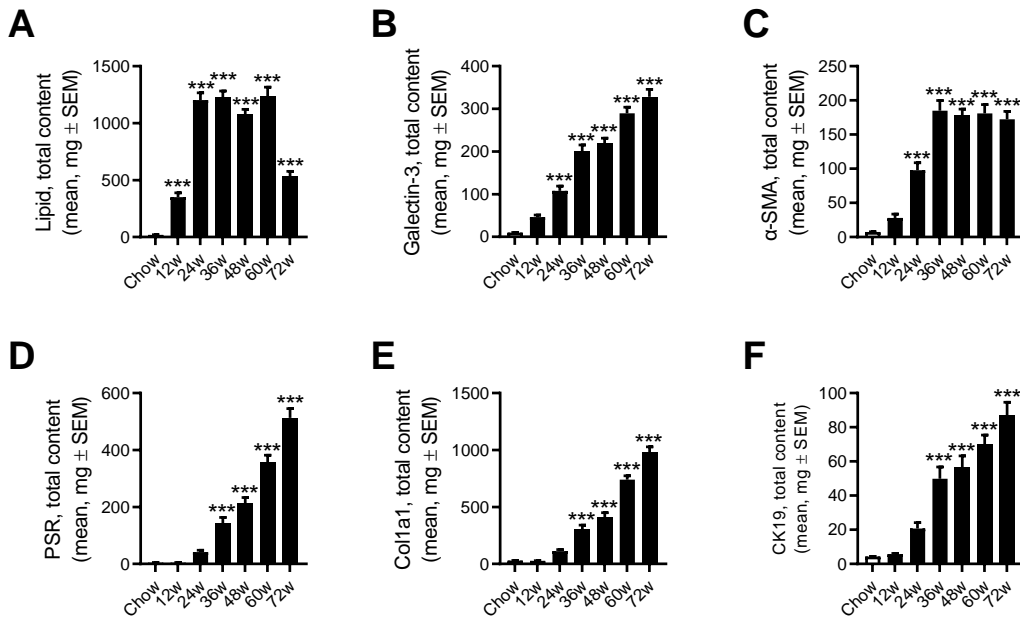 A
Lipid, total content
(mean, mg ± SEM)
1500
1000
500
0
***
***
***
***
***
***
Chow
12w
24w
36w
48w
60w
72w
B
Galectin-3, total content
(mean, mg ± SEM)
400
300
200
100
0
***
***
***
***
***
Chow
12w
24w
36w
48w
60w
72w
C
α-SMA, total content
(mean, mg ± SEM)
250
200
150
100
50
0
***
***
***
***
***
Chow
12w
24w
36w
48w
60w
72w
D
PSR, total content
(mean, mg ± SEM)
600
400
200
0
***
***
***
***
Chow
12w
24w
36w
48w
60w
72w
E
Col1a1, total content
(mean, mg ± SEM)
1500
1000
500
0
***
***
***
***
Chow
12w
24w
36w
48w
60w
72w
F
CK19, total content
(mean, mg ± SEM)
100
80
60
40
20
0
***
***
***
***
Chow
12w
24w
36w
48w
60w
72w